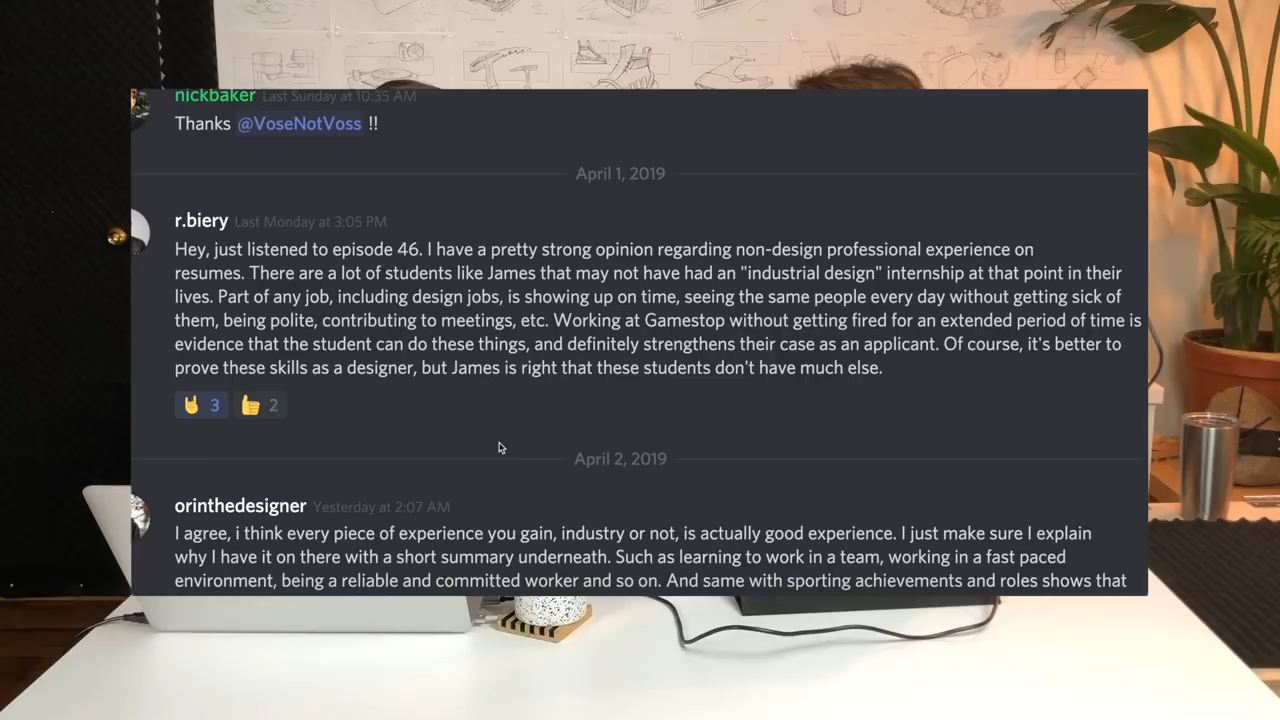 nickbaker Last Sunday at 10:35 AM
Thanks @VoseNotVoss !!
April 1, 2019
r.biery Last Monday at 3:05 PM
Hey, just listened to episode 46. I have a pretty strong opinion regarding non-design professional experience on
resumes. There are a lot of students like James that may not have had an "industrial design" internship at that point in their
lives. Part of any job, including design jobs, is showing up on time, seeing the same people every day without getting sick of
them, being polite, contributing to meetings, etc. Working at Gamestop without getting fired for an extended period of time is
evidence that the student can do these things, and definitely strengthens their case as an applicant. Of course, it's better to
prove these skills as a designer, but James is right that these students don't have much else.
3 2
April 2, 2019
orinthedesigner Yesterday at 2:07 AM
I agree, i think every piece of experience you gain, industry or not, is actually good experience. I just make sure I explain
why I have it on there with a short summary underneath. Such as learning to work in a team, working in a fast paced
environment, being a reliable and committed worker and so on. And same with sporting achievements and roles shows that